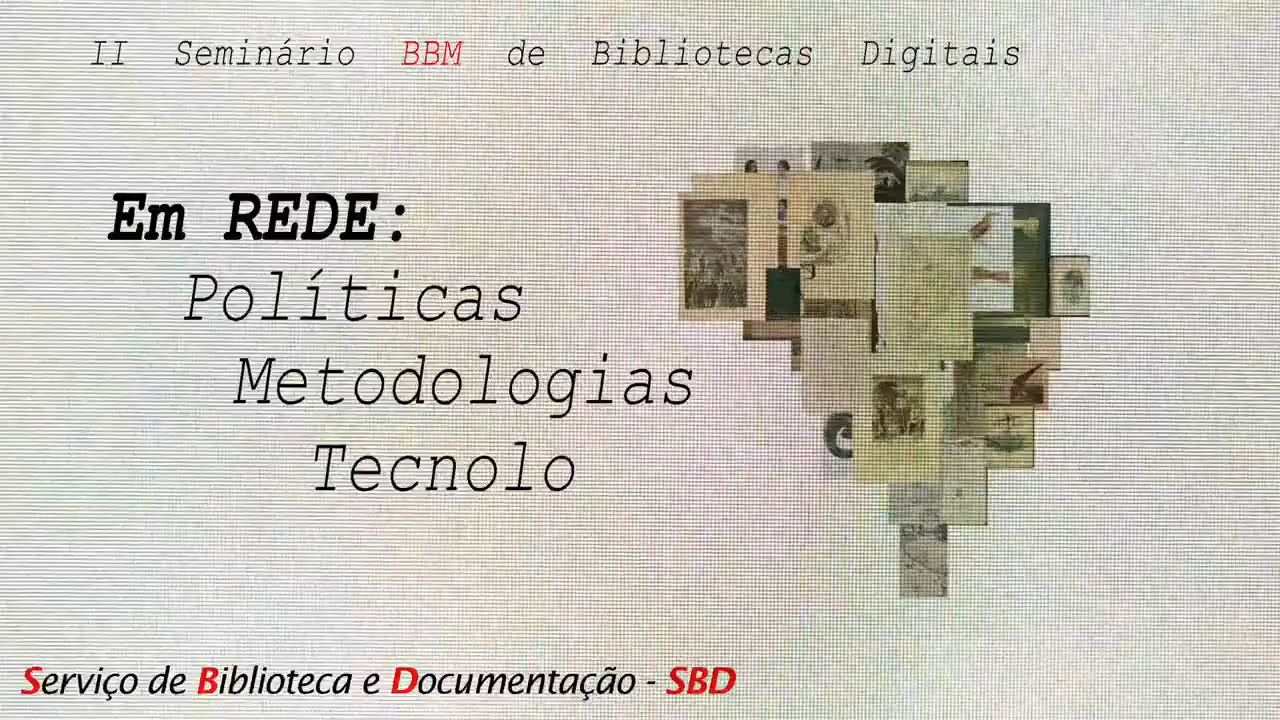 II Seminário BBM de Bibliotecas Digitais
Em REDE:
Políticas
Metodologias
Tecnolo
Serviço de Biblioteca e Documentação - SBD